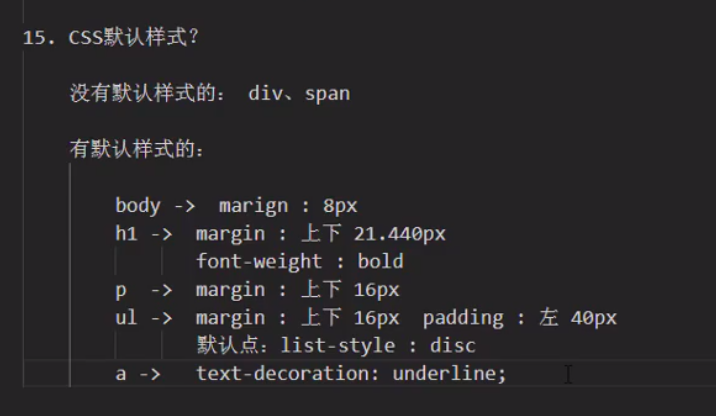 15. CSS默认样式？
没有默认样式的： div、span
有默认样式的：
body -> marign : 8px
h1 -> margin : 上下 21.440px
font-weight : bold
p -> margin : 上下 16px
ul -> margin : 上下 16px padding : 左 40px
默认点：list-style : disc
a -> text-decoration: underline;